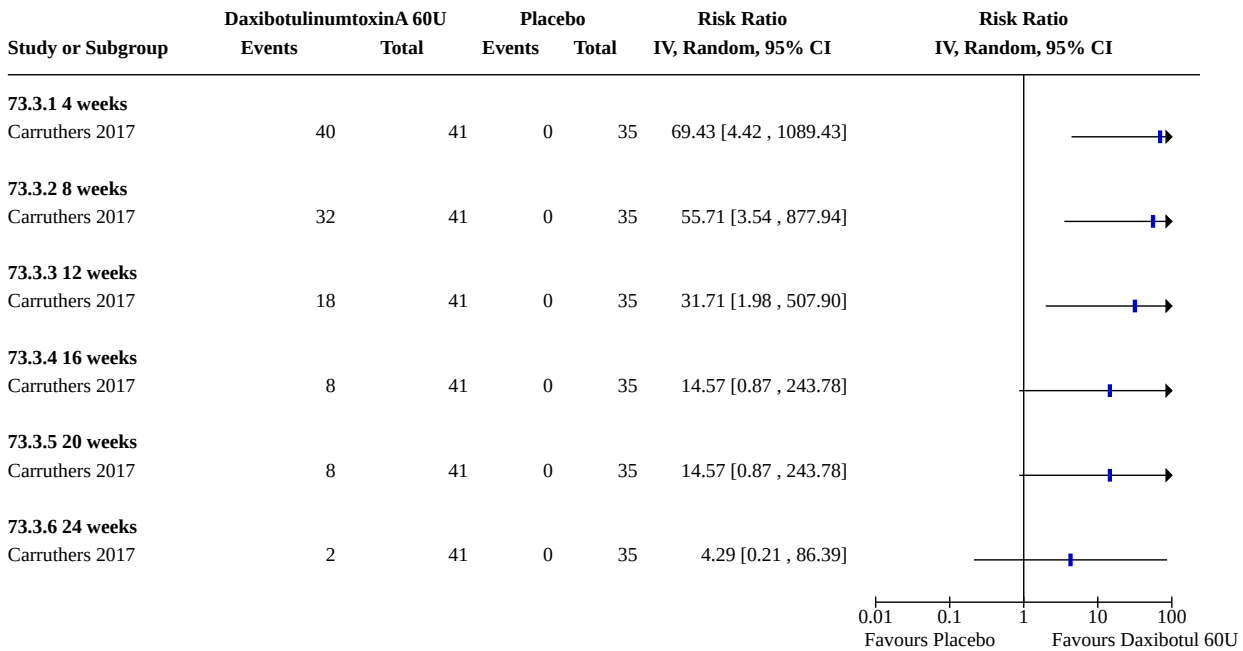 DaxibotulinumtoxinA 60U Placebo Risk Ratio Risk Ratio
Study or Subgroup Events Total Events Total IV, Random, 95% CI IV, Random, 95% CI
73.3.1 4 weeks
Carruthers 2017 40 41 0 35 69.43 [4.42 , 1089.43]
73.3.2 8 weeks
Carruthers 2017 32 41 0 35 55.71 [3.54 , 877.94]
73.3.3 12 weeks
Carruthers 2017 18 41 0 35 31.71 [1.98 , 507.90]
73.3.4 16 weeks
Carruthers 2017 8 41 0 35 14.57 [0.87 , 243.78]
73.3.5 20 weeks
Carruthers 2017 8 41 0 35 14.57 [0.87 , 243.78]
73.3.6 24 weeks
Carruthers 2017 2 41 0 35 4.29 [0.21 , 86.39]
0.01 0.1 1 10 100
Favours Placebo Favours Daxibotul 60U